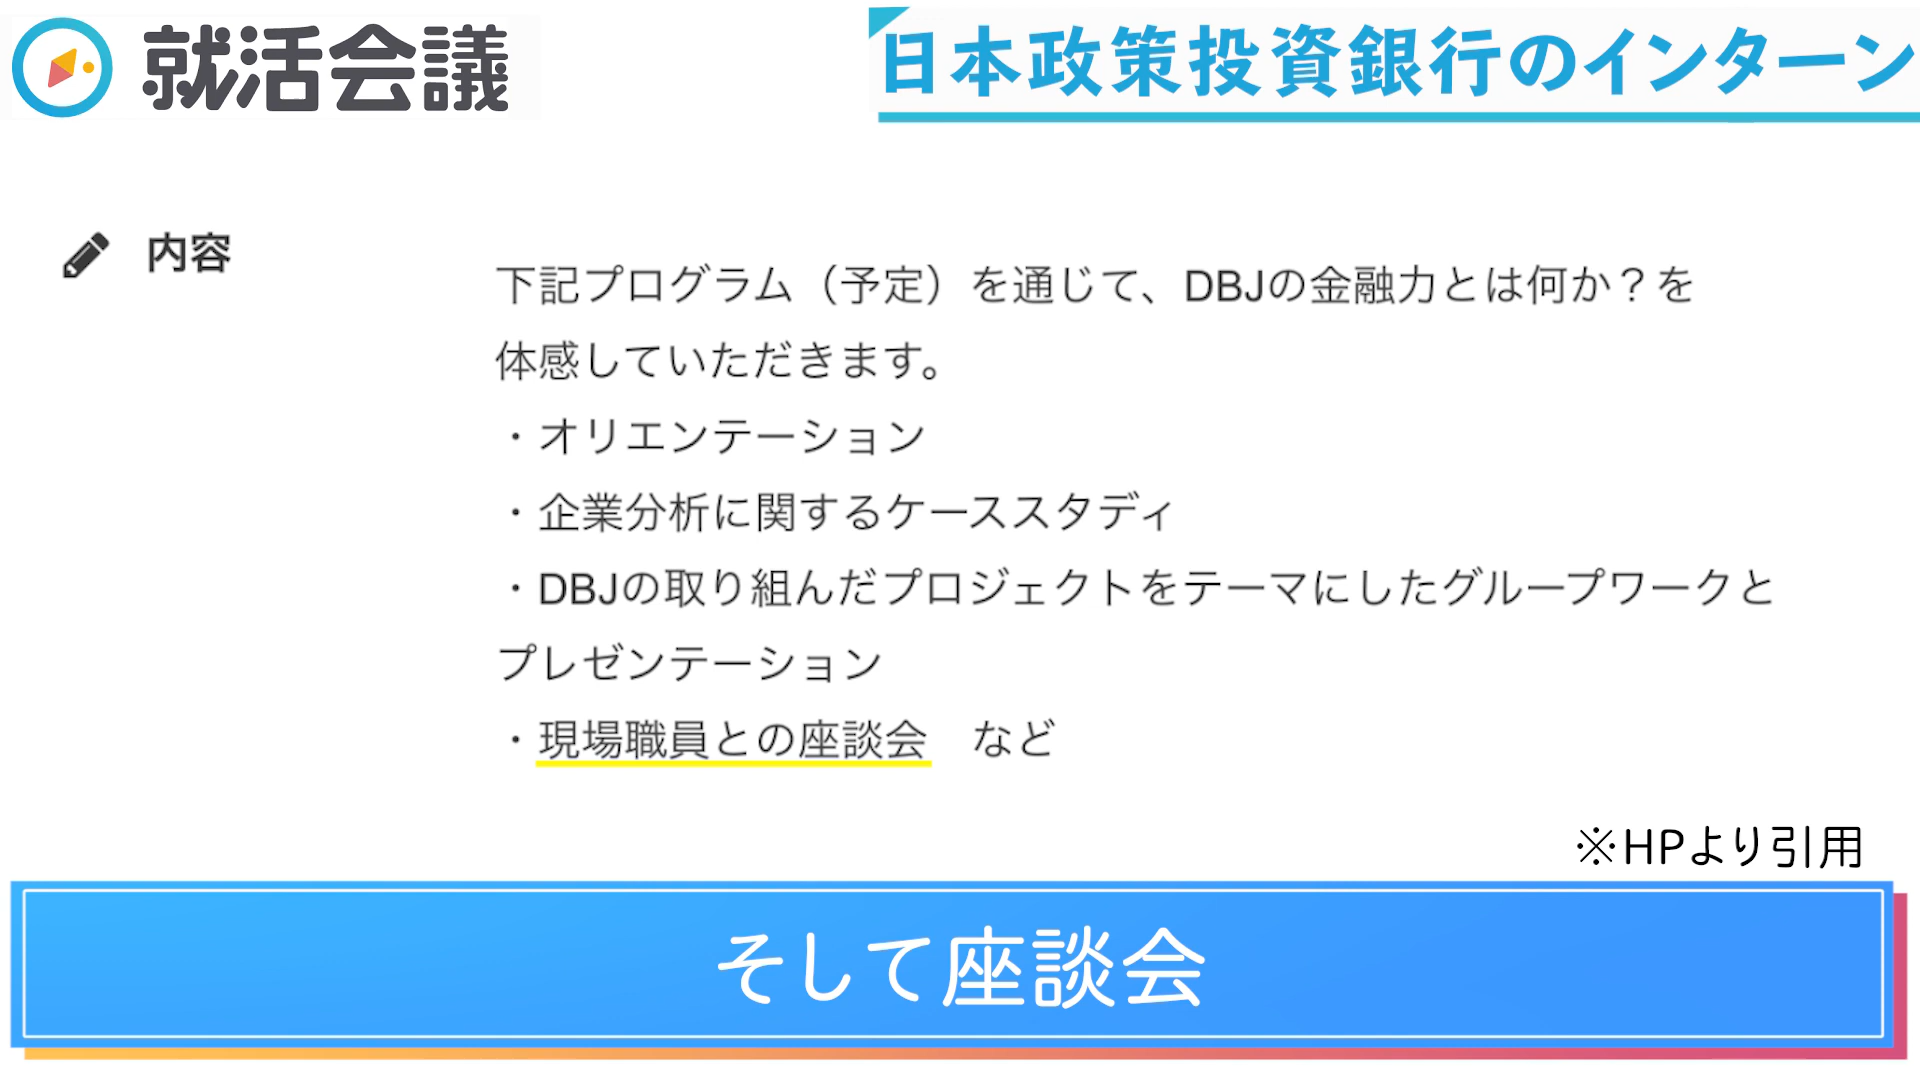 就活会議
日本政策投資銀行のインターン
内容
下記プログラム（予定）を通じて、DBJの金融力とは何か？を
体感していただきます。
・オリエンテーション
・企業分析に関するケーススタディ
・DBJの取り組んだプロジェクトをテーマにしたグループワークと
プレゼンテーション
・現場職員との座談会　など
※HPより引用
そして座談会